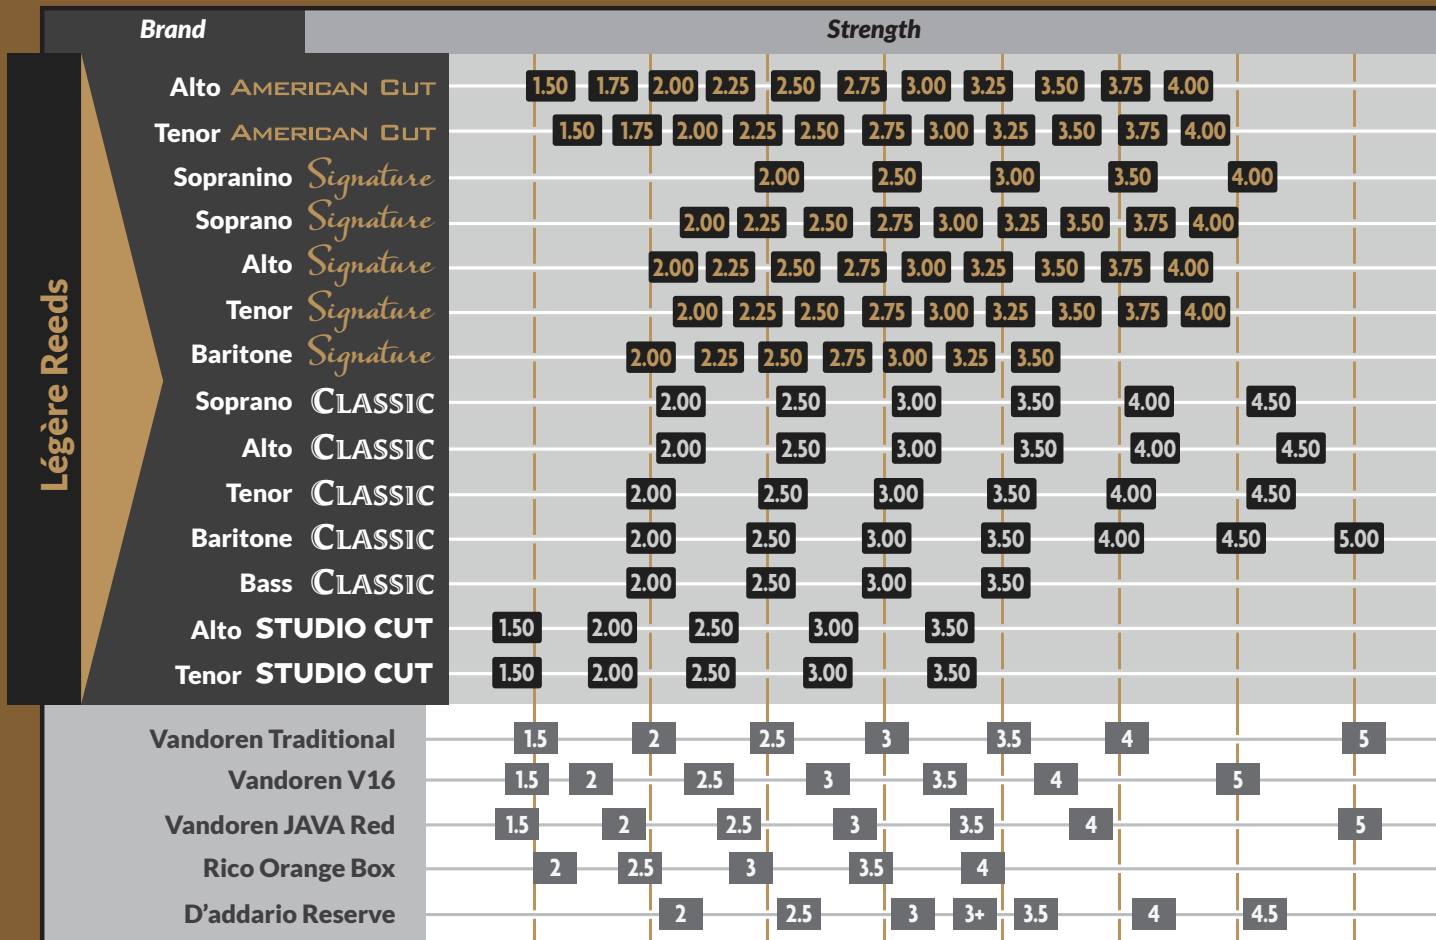 Brand Strength
Légère Reeds
Alto AMERICAN CUT 1.50 1.75 2.00 2.25 2.50 2.75 3.00 3.25 3.50 3.75 4.00
Tenor AMERICAN CUT 1.50 1.75 2.00 2.25 2.50 2.75 3.00 3.25 3.50 3.75 4.00
Sopranino Signature 2.00 2.50 3.00 3.50 4.00
Soprano Signature 2.00 2.25 2.50 2.75 3.00 3.25 3.50 3.75 4.00
Alto Signature 2.00 2.25 2.50 2.75 3.00 3.25 3.50 3.75 4.00
Tenor Signature 2.00 2.25 2.50 2.75 3.00 3.25 3.50 3.75 4.00
Baritone Signature 2.00 2.25 2.50 2.75 3.00 3.25 3.50
Soprano CLASSIC 2.00 2.50 3.00 3.50 4.00 4.50
Alto CLASSIC 2.00 2.50 3.00 3.50 4.00 4.50
Tenor CLASSIC 2.00 2.50 3.00 3.50 4.00 4.50
Baritone CLASSIC 2.00 2.50 3.00 3.50 4.00 4.50 5.00
Bass CLASSIC 2.00 2.50 3.00 3.50
Alto STUDIO CUT 1.50 2.00 2.50 3.00 3.50
Tenor STUDIO CUT 1.50 2.00 2.50 3.00 3.50
Vandoren Traditional 1.5 2 2.5 3 3.5 4 5
Vandoren V16 1.5 2 2.5 3 3.5 4 5
Vandoren JAVA Red 1.5 2 2.5 3 3.5 4 5
Rico Orange Box 2 2.5 3 3.5 4
D'addario Reserve 2 2.5 3 3+ 3.5 4 4.5